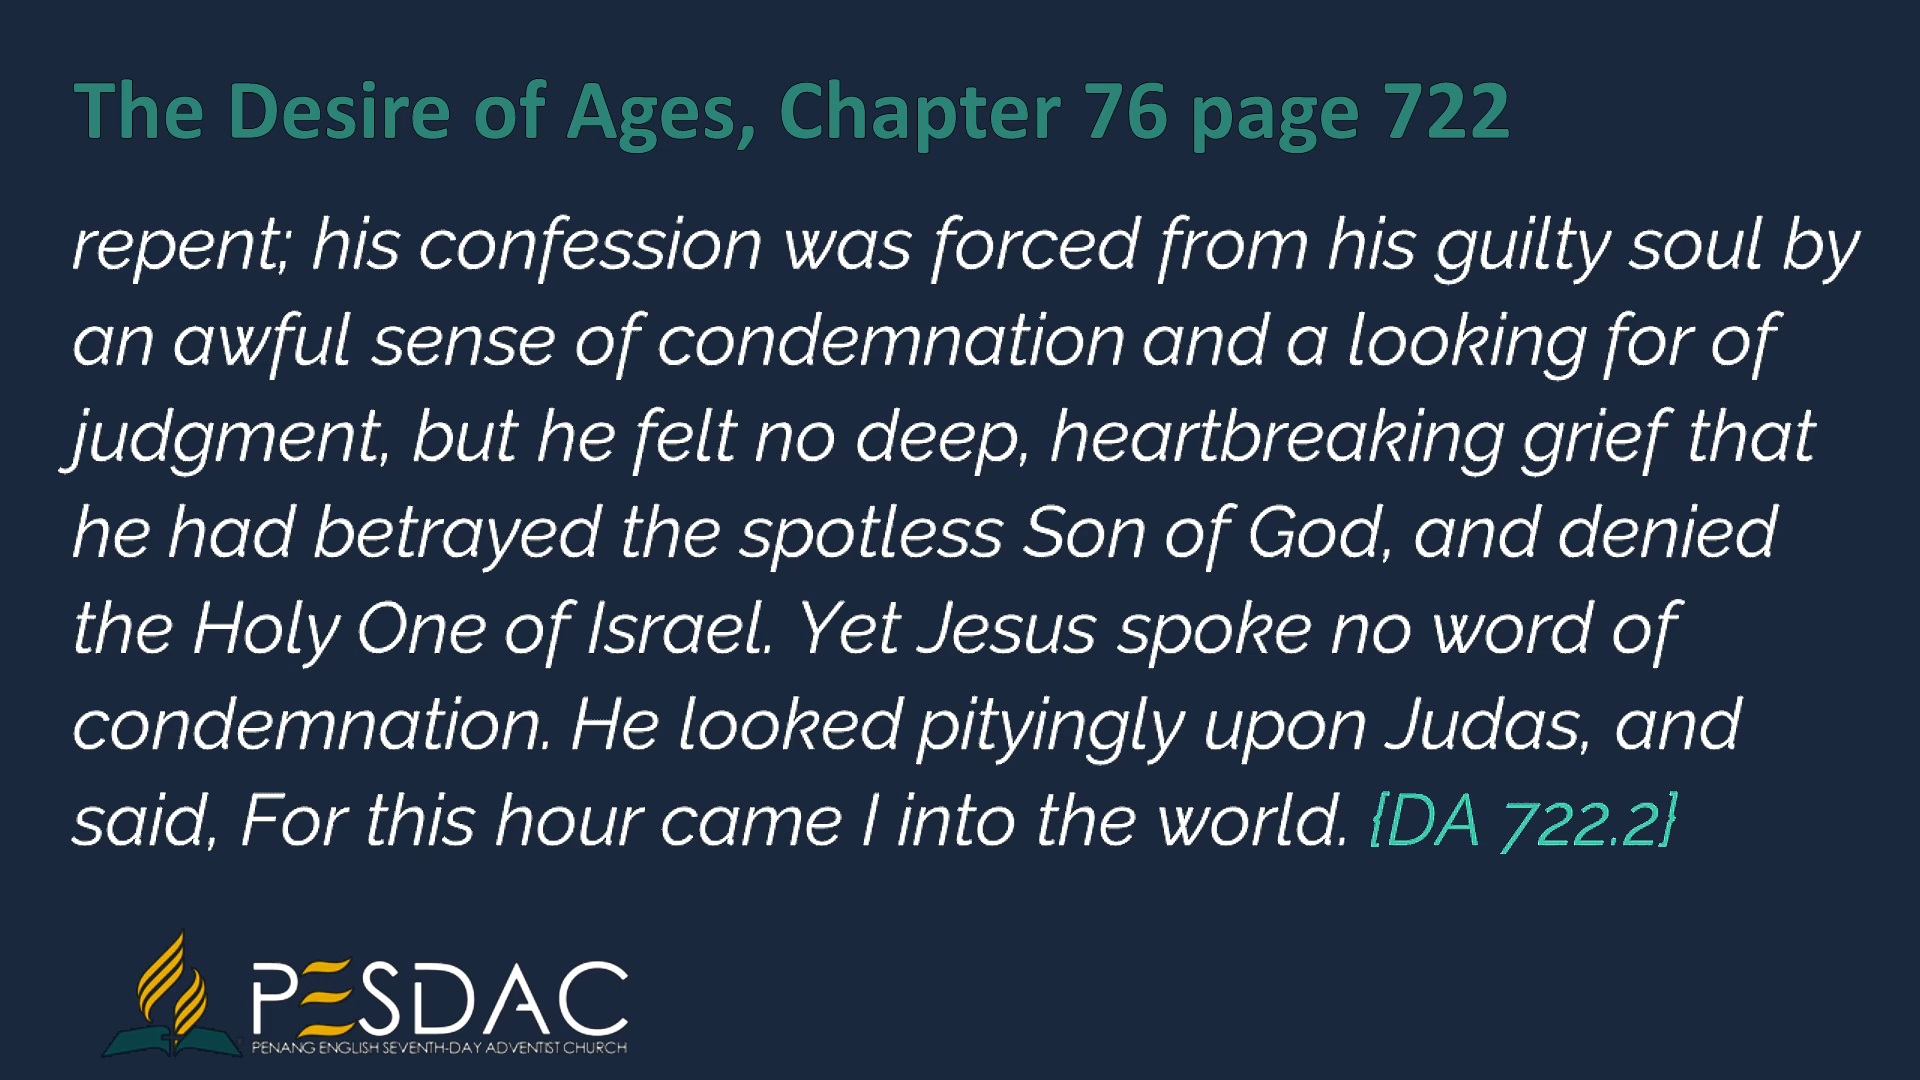 The Desire of Ages, Chapter 76 page 722
repent; his confession was forced from his guilty soul by
an awful sense of condemnation and a looking for of
judgment, but he felt no deep, heartbreaking grief that
he had betrayed the spotless Son of God, and denied
the Holy One of Israel. Yet Jesus spoke no word of
condemnation. He looked pityingly upon Judas, and
said, For this hour came I into the world. {DA 722.2}
PESDAC
PENANG ENGLISH SEVENTH-DAY ADVENTIST CHURCH